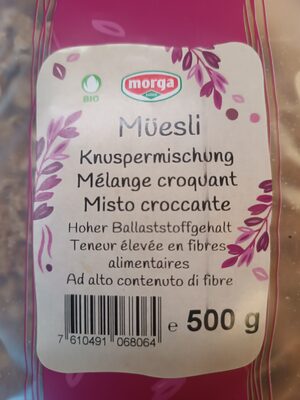 BIO
morga
Müesli
Knuspermischung
Mélange croquant
Misto croccante
Hoher Ballaststoffgehalt
Teneur élevée en fibres
alimentaires
Ad alto contenuto di fibre
7 610491 068064
e 500 g